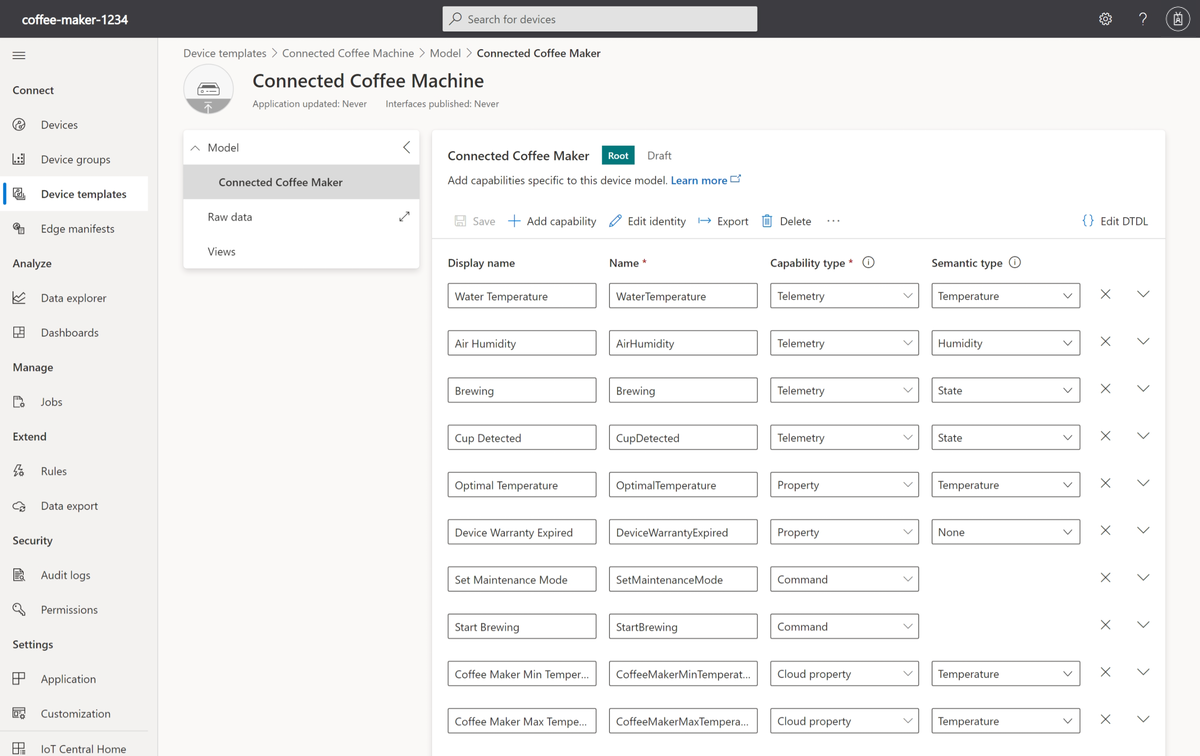 coffee-maker-1234
Search for devices
Device templates > Connected Coffee Machine > Model > Connected Coffee Maker
Connected Coffee Machine
Application updated: Never Interfaces published: Never
Connect
Devices
Device groups
Device templates
Edge manifests
Analyze
Data explorer
Dashboards
Manage
Jobs
Extend
Rules
Data export
Security
Audit logs
Permissions
Settings
Application
Customization
IoT Central Home
Model
Connected Coffee Maker
Raw data
Views
Connected Coffee Maker Root Draft
Add capabilities specific to this device model. Learn more
Save Add capability Edit identity Export Delete ... Edit DTDL
Display name Name * Capability type * Semantic type
Water Temperature WaterTemperature Telemetry Temperature
Air Humidity AirHumidity Telemetry Humidity
Brewing Brewing Telemetry State
Cup Detected CupDetected Telemetry State
Optimal Temperature OptimalTemperature Property Temperature
Device Warranty Expired DeviceWarrantyExpired Property None
Set Maintenance Mode SetMaintenanceMode Command
Start Brewing StartBrewing Command
Coffee Maker Min Temper... CoffeeMakerMinTemperat... Cloud property Temperature
Coffee Maker Max Tempe... CoffeeMakerMaxTempera... Cloud property Temperature